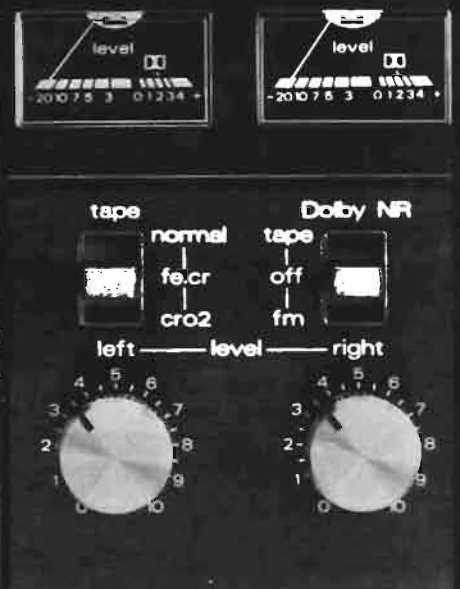 level
-20 10 7 5 3 0 1 2 3 4 +
level
-20 10 7 5 3 0 1 2 3 4 +
tape
normal
fe.cr
cro2
Dolby NR
tape
off
fm
left level right
0 1 2 3 4 5 6 7 8 9 10
0 1 2 3 4 5 6 7 8 9 10